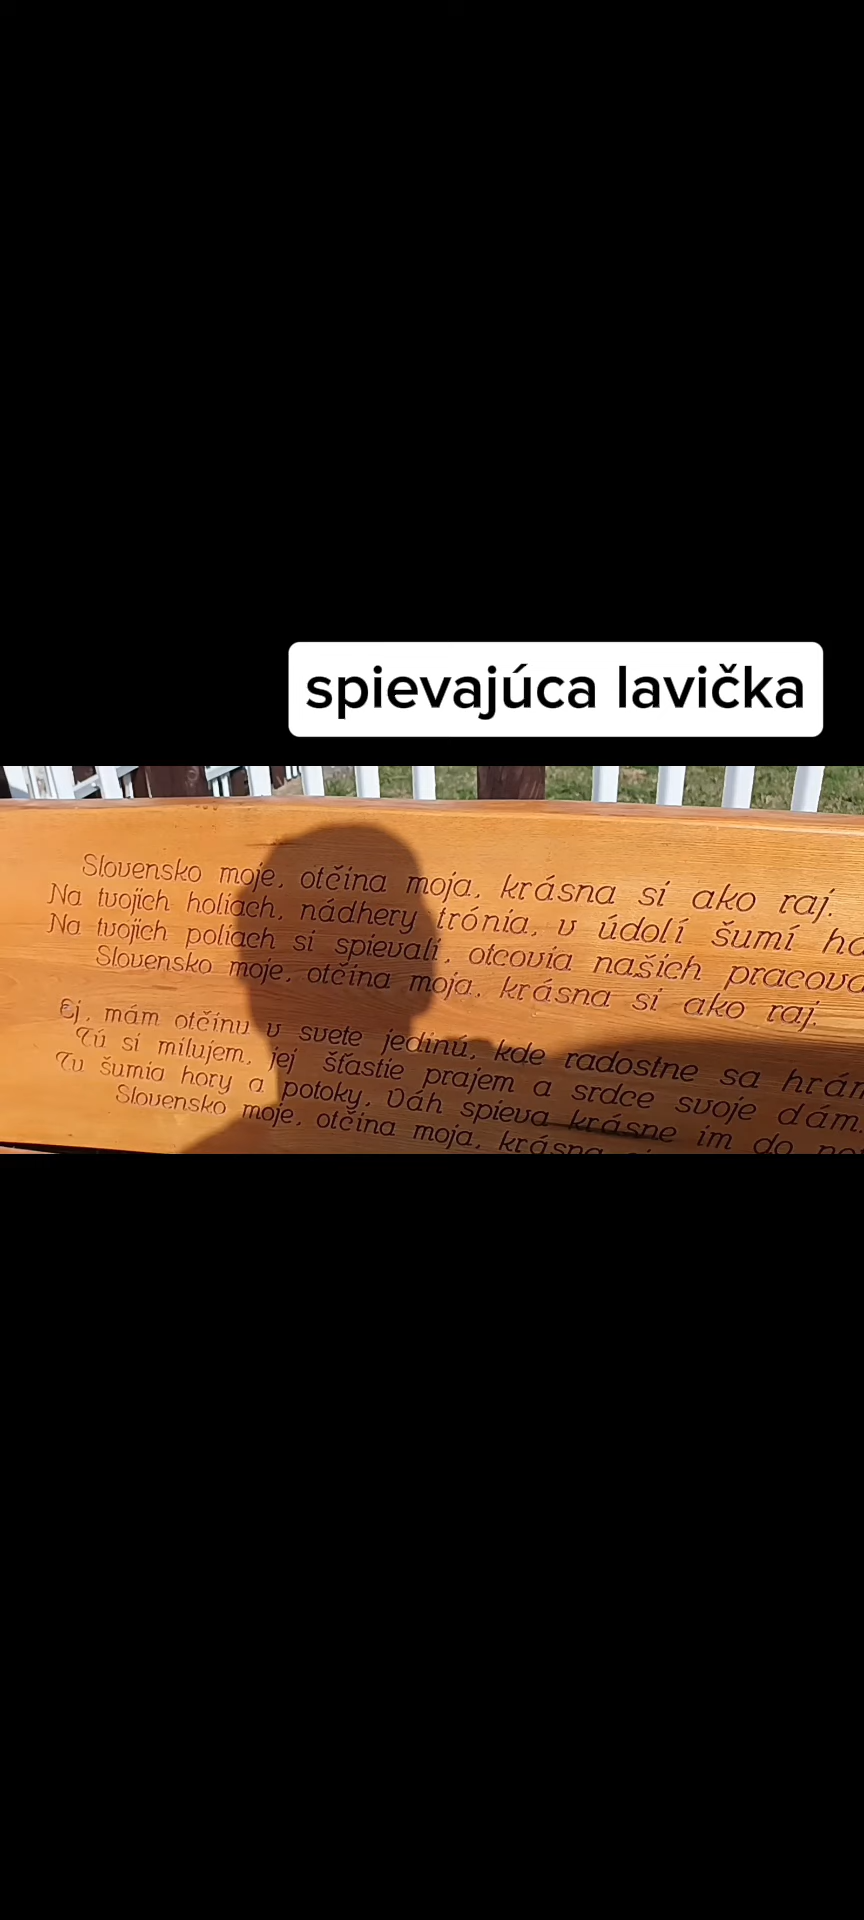 spievajúca lavička
Slovensko moje, otčina moja, krásna si ako raj.
Na tvojich holiach, nádhery trónia, v údolí šumí
Na tvojich poliach si spievali, otcovia našich
Slovensko moje, otčina moja, krásna si ako raj.
Ej, mám otčinu v svete jedinú, kde radostne sa
Tú si milujem, jej šťastie prajem a srdce svoje dám.
Tu šumia hory a potoky, Váh spieva krásne im do
Slovensko moje, otčina moja, krásna